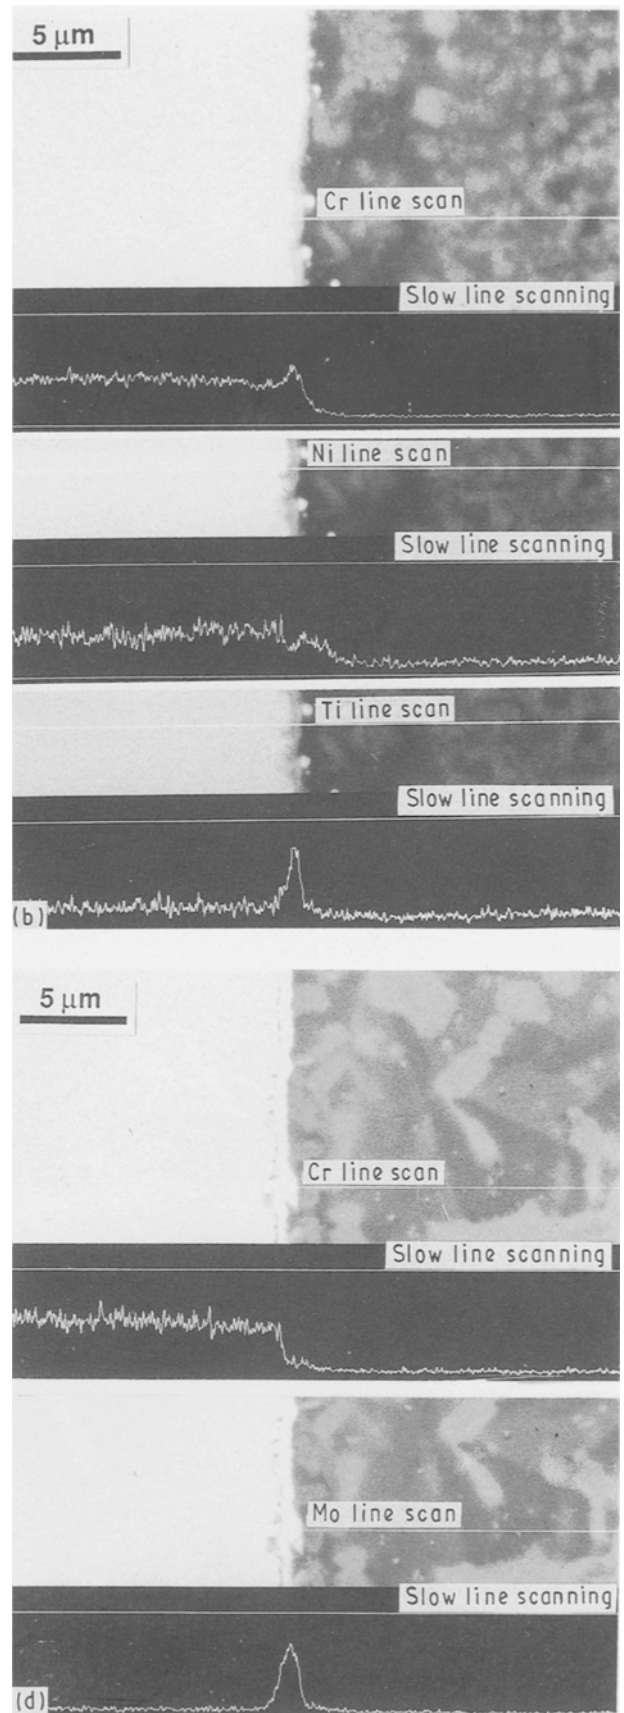 5 μm
Cr line scan
Slow line scanning
Ni line scan
Slow line scanning
Ti line scan
Slow line scanning
(b)
5 μm
Cr line scan
Slow line scanning
Mo line scan
Slow line scanning
(d)